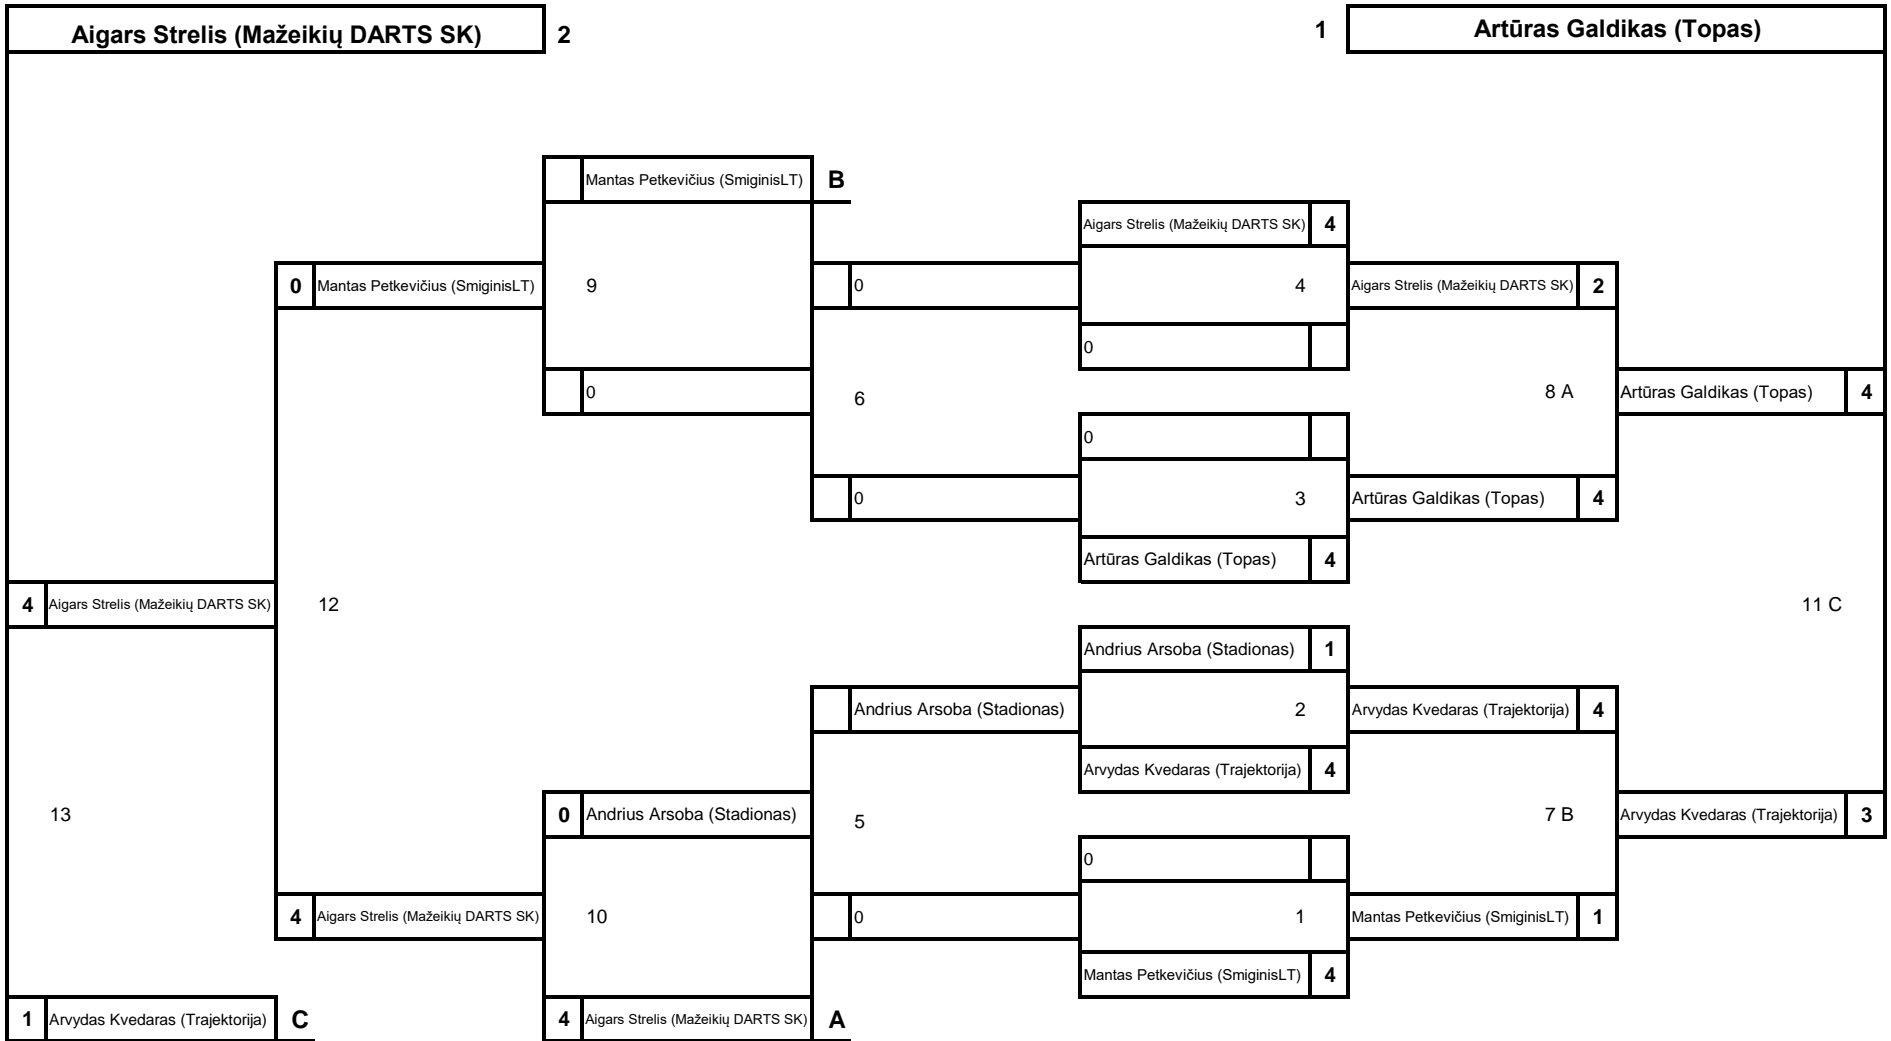 Aigars Strelis (Mažeikių DARTS SK) 2 1 Artūras Galdikas (Topas)
Mantas Petkevičius (SmiginisLT) B
Aigars Strelis (Mažeikių DARTS SK) 4
0 Mantas Petkevičius (SmiginisLT) 9 0 4 Aigars Strelis (Mažeikių DARTS SK) 2
0
0 6 8 A Artūras Galdikas (Topas) 4
0
0 3 Artūras Galdikas (Topas) 4
Artūras Galdikas (Topas) 4
4 Aigars Strelis (Mažeikių DARTS SK) 12 11 C
Andrius Arsoba (Stadionas) 1
Andrius Arsoba (Stadionas) 2 Arvydas Kvedaras (Trajektorija) 4
Arvydas Kvedaras (Trajektorija) 4
13 0 Andrius Arsoba (Stadionas) 5 7 B Arvydas Kvedaras (Trajektorija) 3
0
4 Aigars Strelis (Mažeikių DARTS SK) 10 0 1 Mantas Petkevičius (SmiginisLT) 1
Mantas Petkevičius (SmiginisLT) 4
1 Arvydas Kvedaras (Trajektorija) C 4 Aigars Strelis (Mažeikių DARTS SK) A